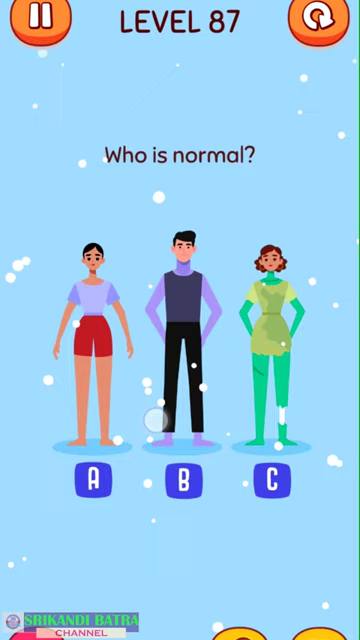 LEVEL 87
Who is normal?
A
B
C
SRIKANDI BATRA
CHANNEL